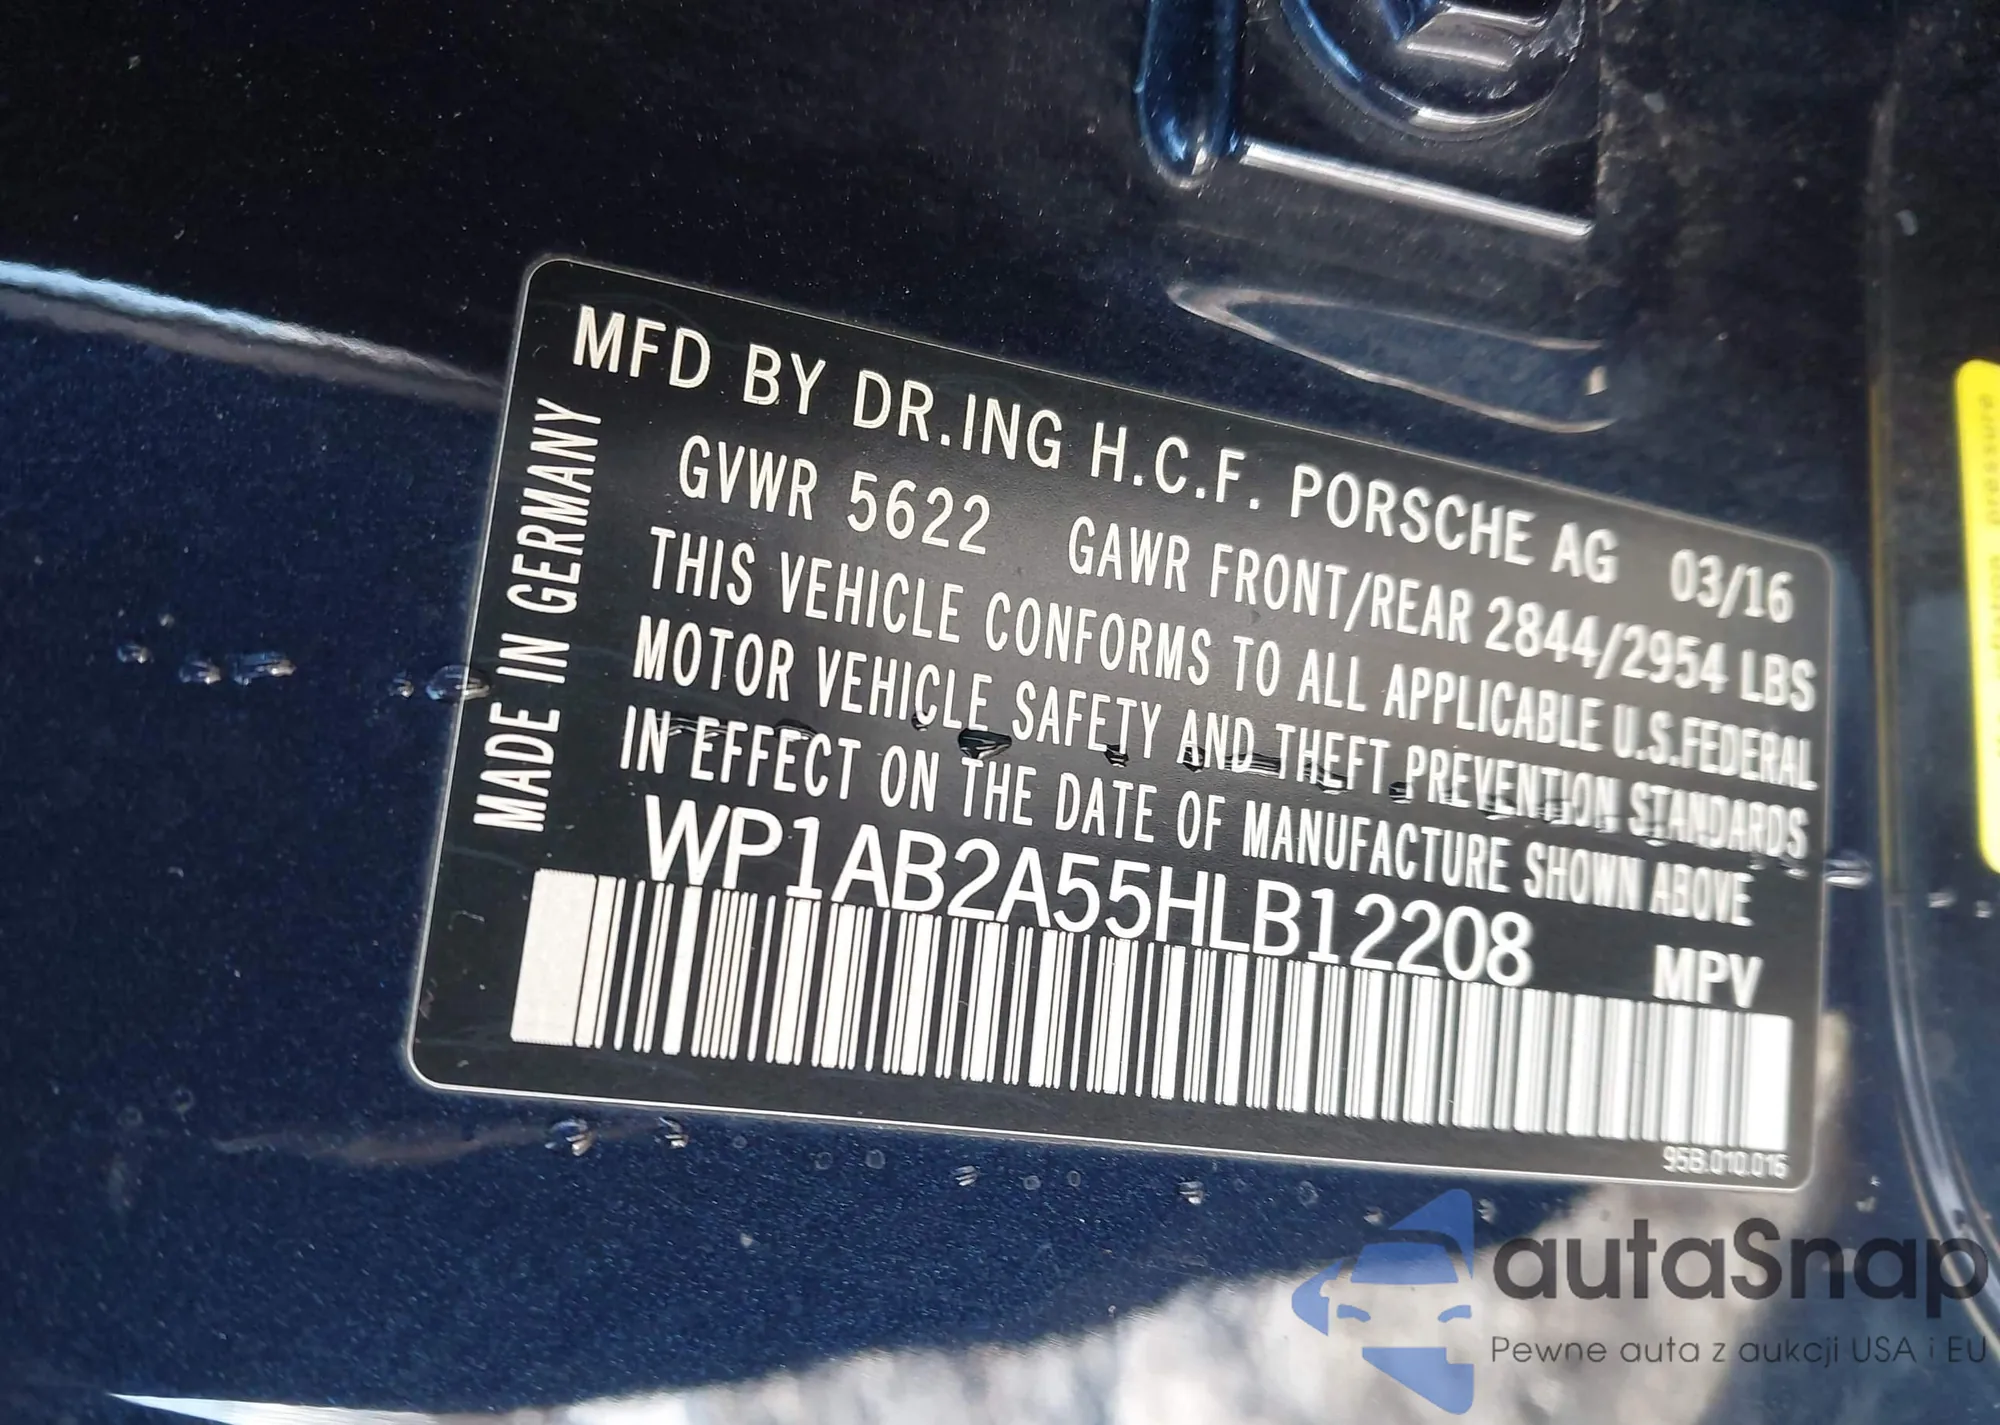 MFD BY DR.ING H.C.F. PORSCHE AG 03/16
GVWR 5622 GAWR FRONT/REAR 2844/2954 LBS
THIS VEHICLE CONFORMS TO ALL APPLICABLE U.S.FEDERAL
MOTOR VEHICLE SAFETY AND THEFT PREVENTION STANDARDS
IN EFFECT ON THE DATE OF MANUFACTURE SHOWN ABOVE
WP1AB2A55HLB12208 MPV
MADE IN GERMANY
95B.010.016
pressure
autaSnap
Pewne auta z aukcji USA i EU